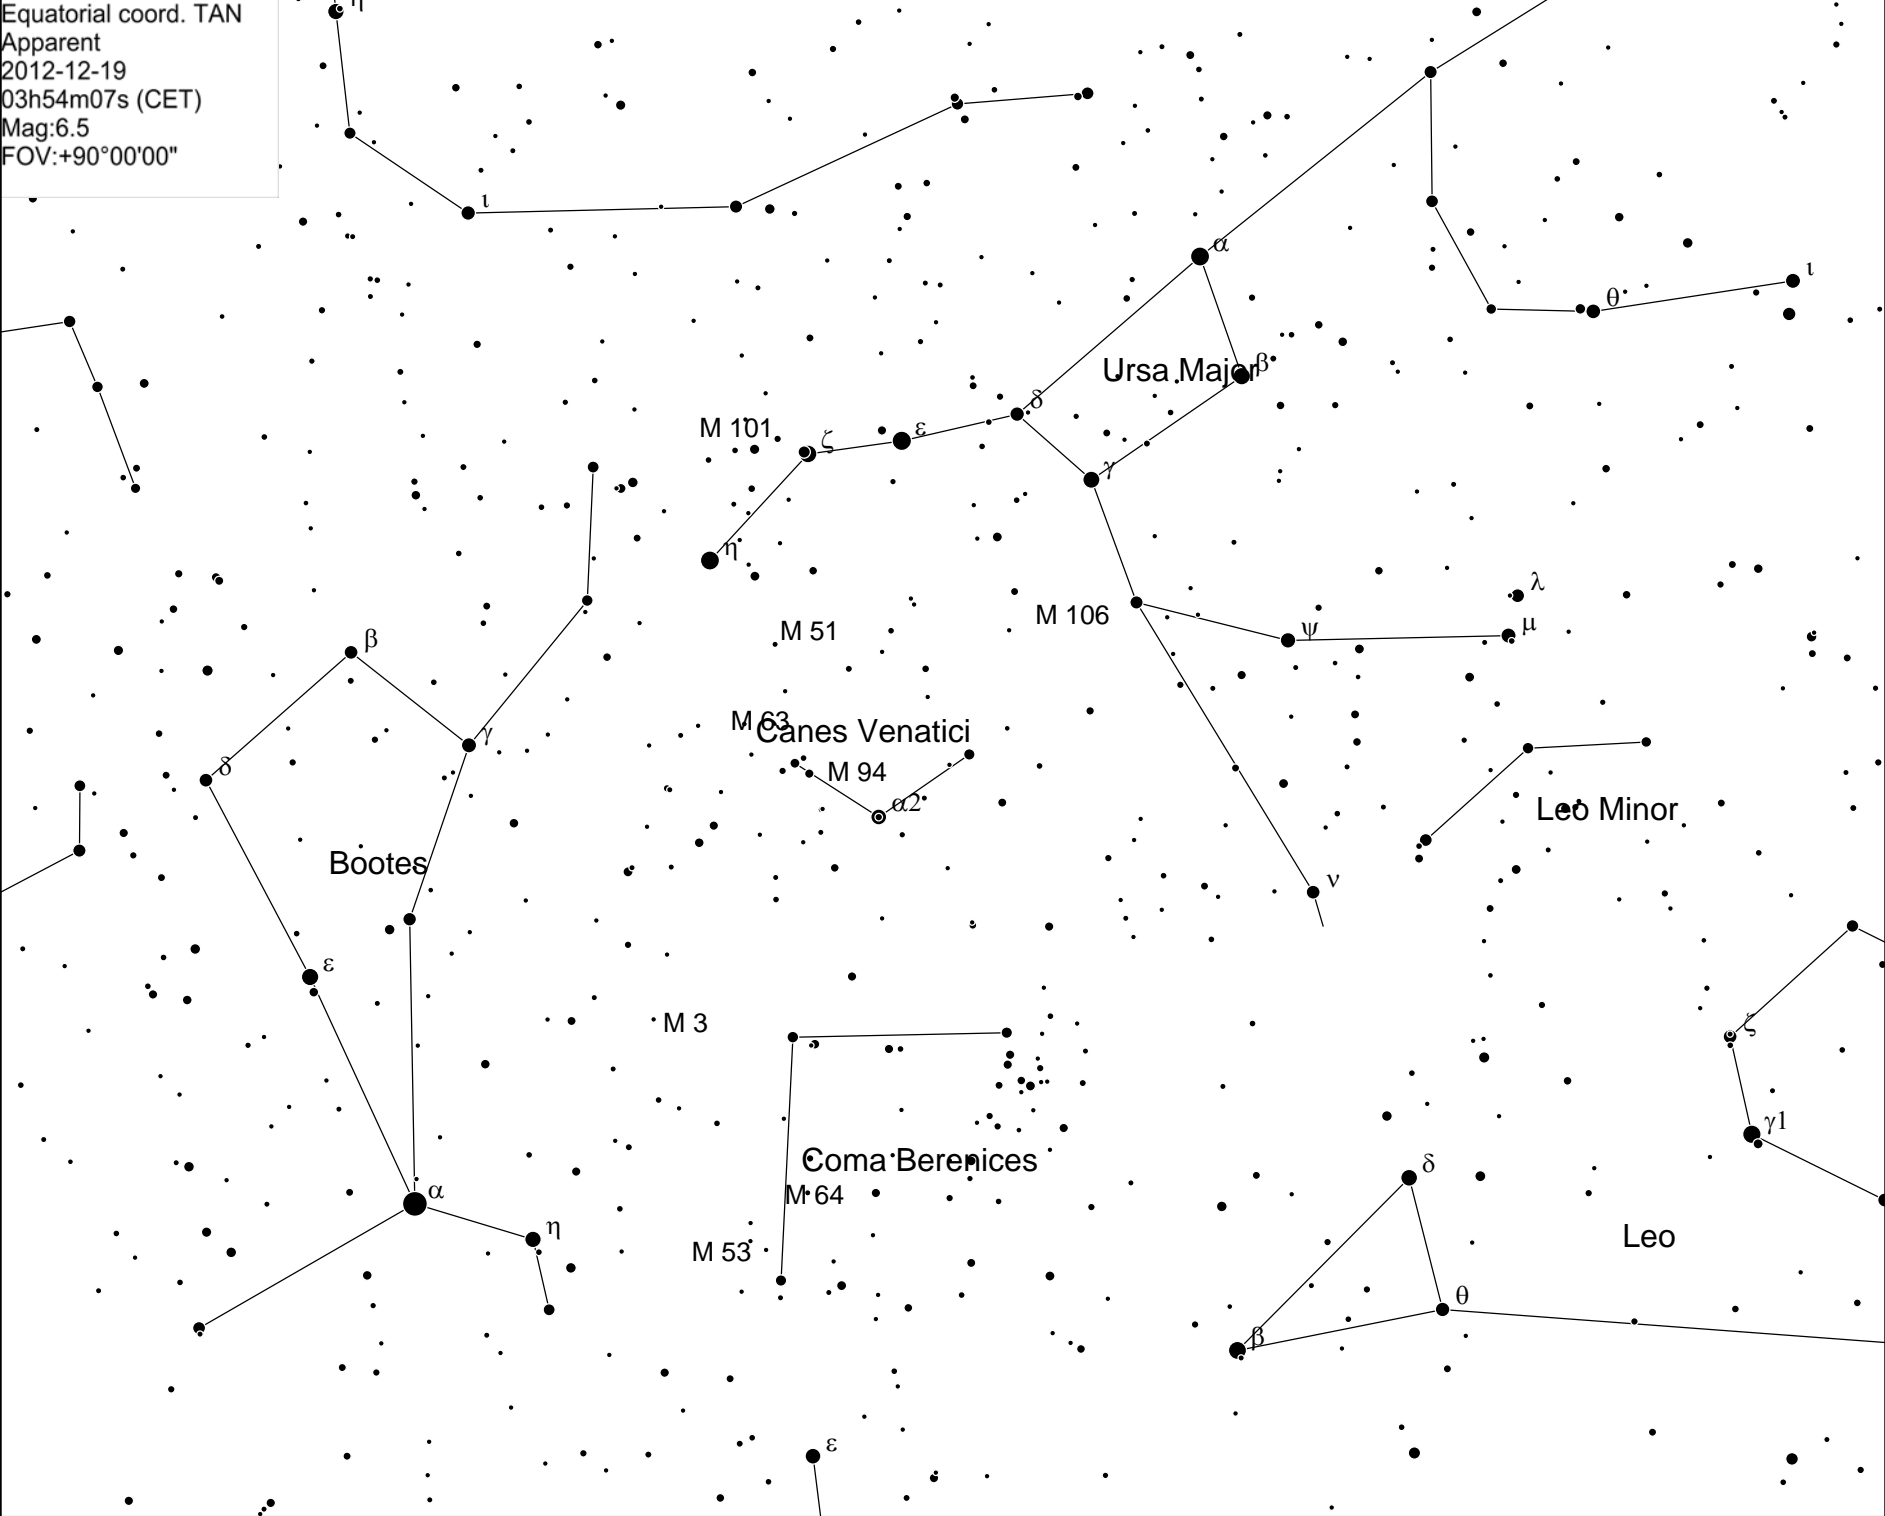 Equatorial coord. TAN
Apparent
2012-12-19
03h54m07s (CET)
Mag:6.5
FOV:+90°00'00"
η
ι
α
θ
ι
Ursa Major
β
δ
M 101
ζ
ε
γ
η
λ
M 106
M 51
ψ
μ
β
M 63
Canes Venatici
γ
δ
M 94
α2
Leo Minor
Bootes
ν
ε
M 3
ζ
γ1
Coma Berenices
δ
M 64
α
η
Leo
M 53
θ
β
ε